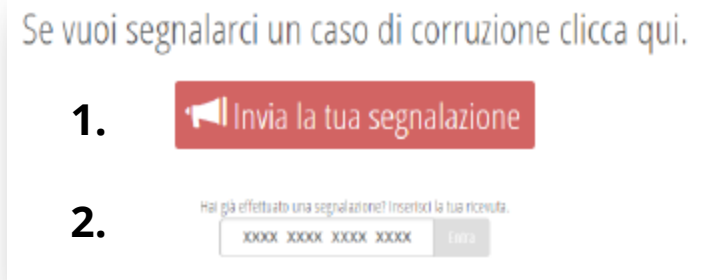 Se vuoi segnalarci un caso di corruzione clicca qui.
1.
Invia la tua segnalazione
Hai già effettuato una segnalazione? Inserisci la tua ricevuta.
2.
XXXX XXXX XXXX XXXX
Entra